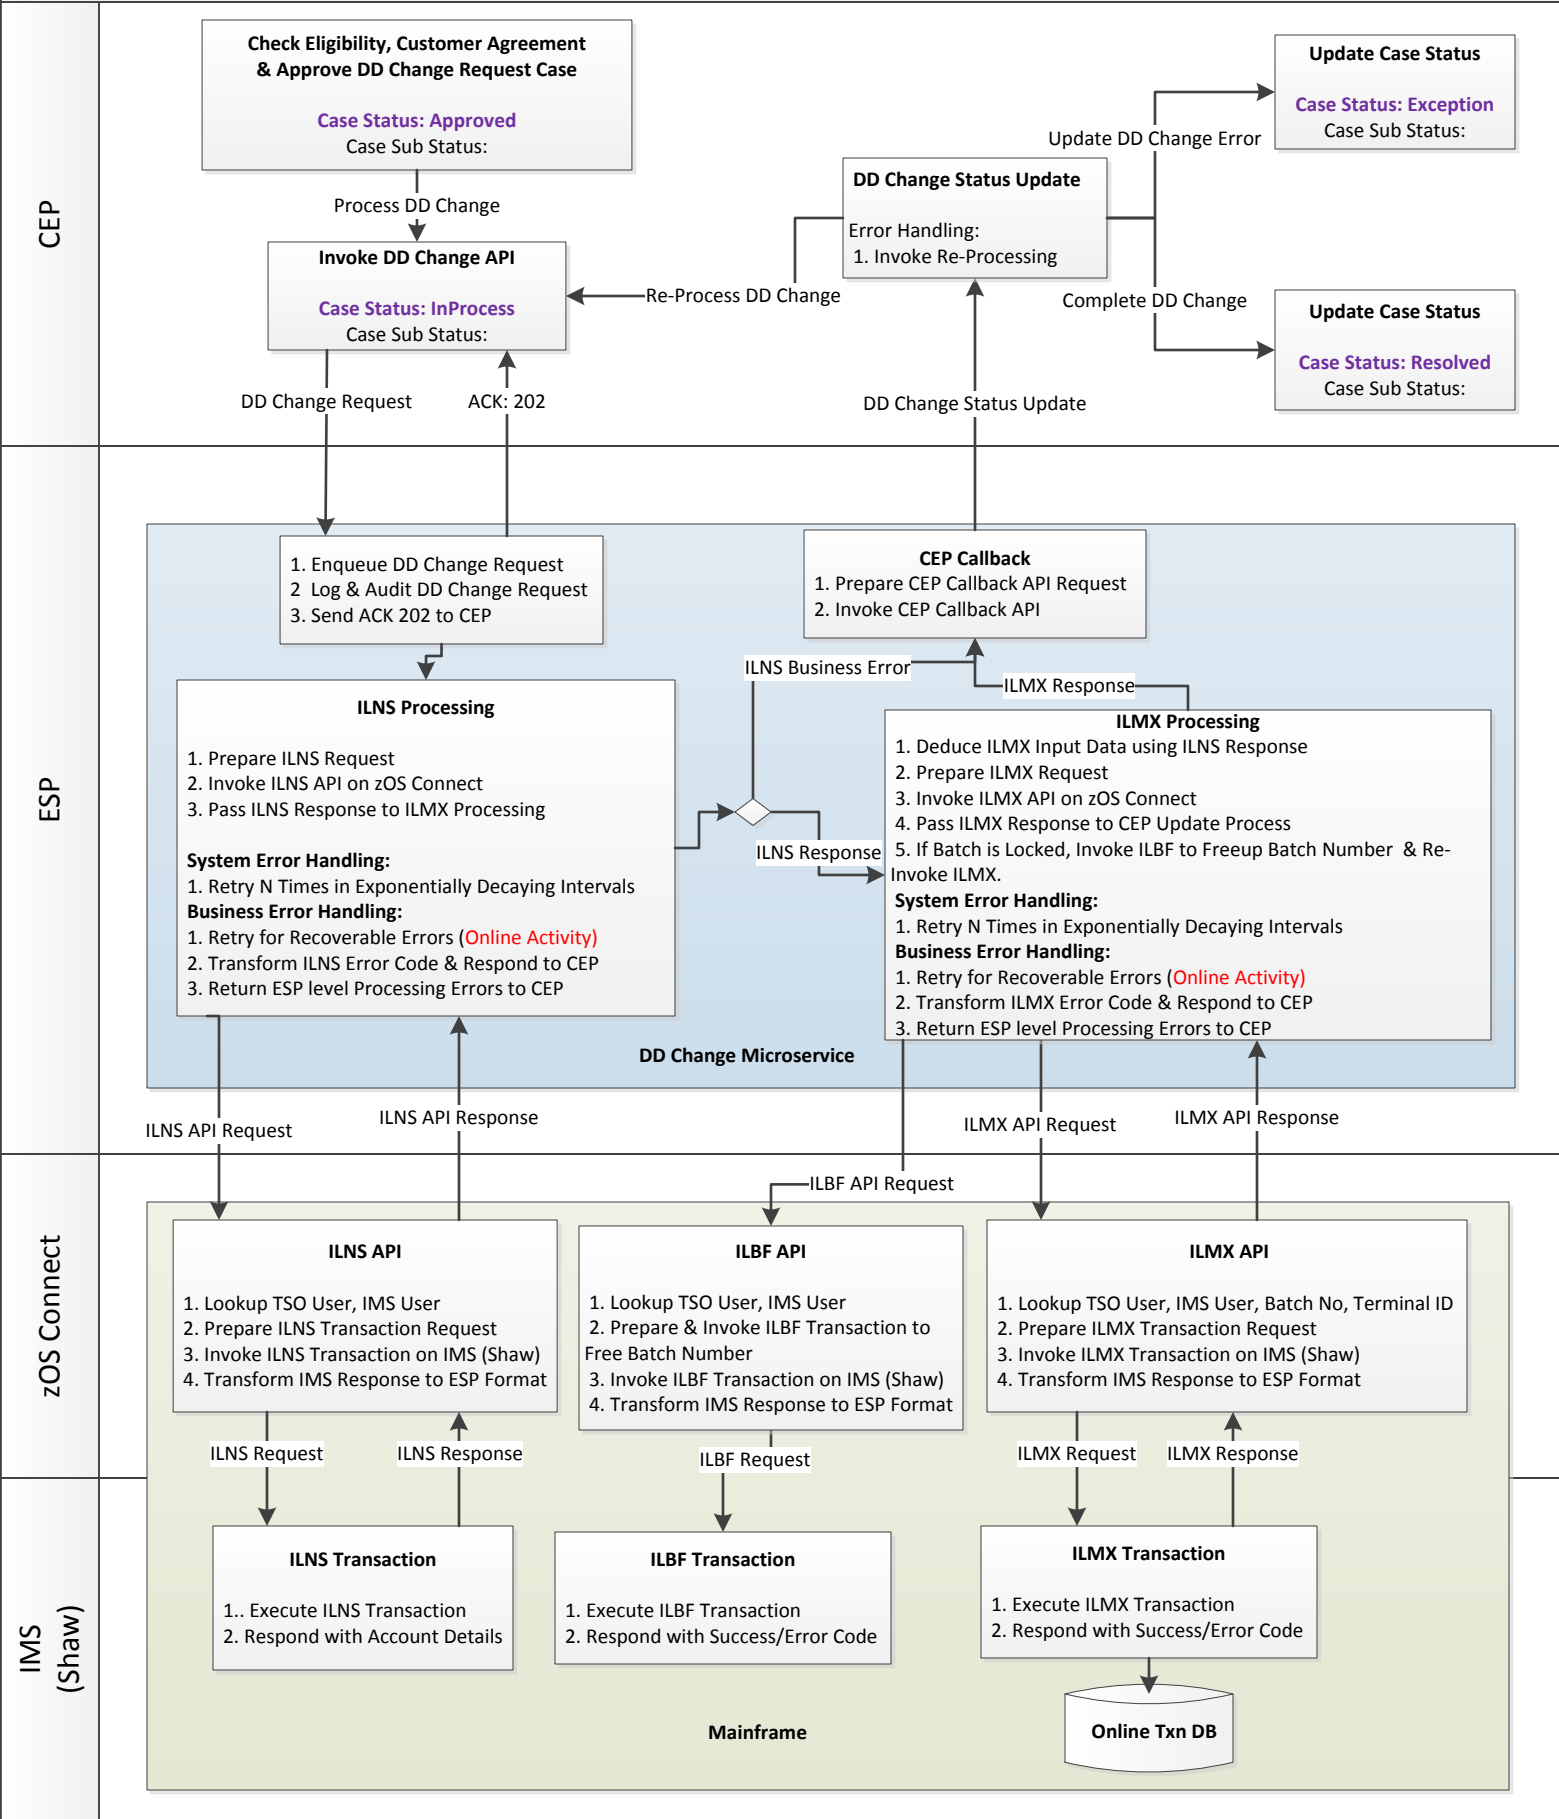 CEP
Check Eligibility, Customer Agreement
& Approve DD Change Request Case
Case Status: Approved
Case Sub Status:
Process DD Change
Invoke DD Change API
Case Status: InProcess
Case Sub Status:
DD Change Request
ACK: 202
Re-Process DD Change
DD Change Status Update
Error Handling:
1. Invoke Re-Processing
DD Change Status Update
Update DD Change Error
Complete DD Change
Update Case Status
Case Status: Exception
Case Sub Status:
Update Case Status
Case Status: Resolved
Case Sub Status:
ESP
1. Enqueue DD Change Request
2 Log & Audit DD Change Request
3. Send ACK 202 to CEP
CEP Callback
1. Prepare CEP Callback API Request
2. Invoke CEP Callback API
ILNS Business Error
ILMX Response
ILNS Processing
1. Prepare ILNS Request
2. Invoke ILNS API on zOS Connect
3. Pass ILNS Response to ILMX Processing
System Error Handling:
1. Retry N Times in Exponentially Decaying Intervals
Business Error Handling:
1. Retry for Recoverable Errors (Online Activity)
2. Transform ILNS Error Code & Respond to CEP
3. Return ESP level Processing Errors to CEP
ILNS Response
ILMX Processing
1. Deduce ILMX Input Data using ILNS Response
2. Prepare ILMX Request
3. Invoke ILMX API on zOS Connect
4. Pass ILMX Response to CEP Update Process
5. If Batch is Locked, Invoke ILBF to Freeup Batch Number & Re-
Invoke ILMX.
System Error Handling:
1. Retry N Times in Exponentially Decaying Intervals
Business Error Handling:
1. Retry for Recoverable Errors (Online Activity)
2. Transform ILMX Error Code & Respond to CEP
3. Return ESP level Processing Errors to CEP
DD Change Microservice
ILNS API Request
ILNS API Response
ILMX API Request
ILMX API Response
ILBF API Request
zOS Connect
ILNS API
1. Lookup TSO User, IMS User
2. Prepare ILNS Transaction Request
3. Invoke ILNS Transaction on IMS (Shaw)
4. Transform IMS Response to ESP Format
ILBF API
1. Lookup TSO User, IMS User
2. Prepare & Invoke ILBF Transaction to
Free Batch Number
3. Invoke ILBF Transaction on IMS (Shaw)
4. Transform IMS Response to ESP Format
ILMX API
1. Lookup TSO User, IMS User, Batch No, Terminal ID
2. Prepare ILMX Transaction Request
3. Invoke ILMX Transaction on IMS (Shaw)
4. Transform IMS Response to ESP Format
ILNS Request
ILNS Response
ILBF Request
ILMX Request
ILMX Response
IMS
(Shaw)
ILNS Transaction
1.. Execute ILNS Transaction
2. Respond with Account Details
ILBF Transaction
1. Execute ILBF Transaction
2. Respond with Success/Error Code
ILMX Transaction
1. Execute ILMX Transaction
2. Respond with Success/Error Code
Mainframe
Online Txn DB